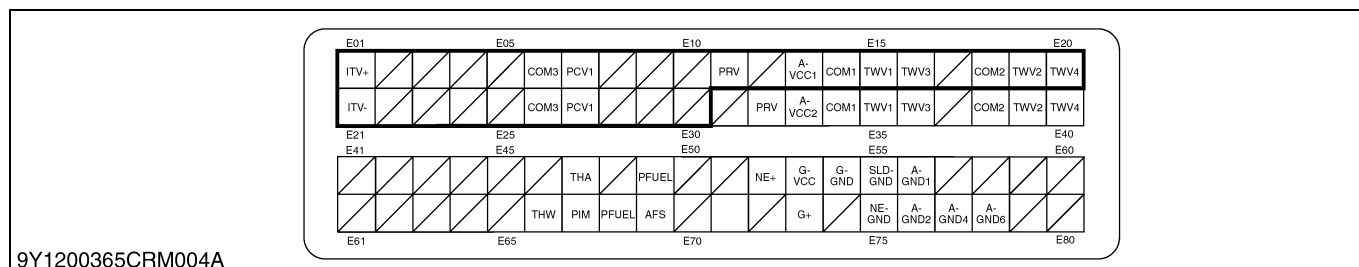 E01 E05 E10 E15 E20
ITV+ COM3 PCV1 PRV A-VCC1 COM1 TWV1 TWV3 COM2 TWV2 TWV4
ITV- COM3 PCV1 PRV A-VCC2 COM1 TWV1 TWV3 COM2 TWV2 TWV4
E21 E25 E30 E35 E40
E41 E45 E50 E55 E60
THA PFUEL NE+ G-VCC G-GND SLD-GND A-GND1
THW PIM PFUEL AFS G+ NE-GND A-GND2 A-GND4 A-GND6
E61 E65 E70 E75 E80
9Y1200365CRM004A